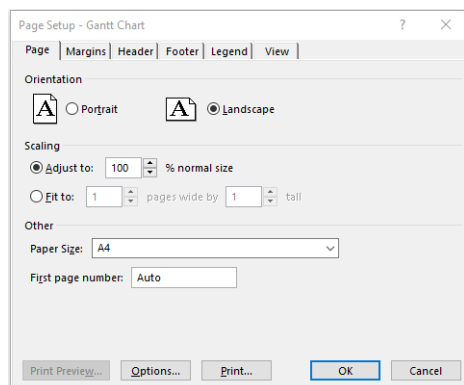 Page Setup - Gantt Chart ? ×
Page Margins Header Footer Legend View
Orientation
A Portrait A Landscape
Scaling
Adjust to: 100 % normal size
Fit to: 1 pages wide by 1 tall
Other
Paper Size: A4
First page number: Auto
Print Preview... Options... Print... OK Cancel